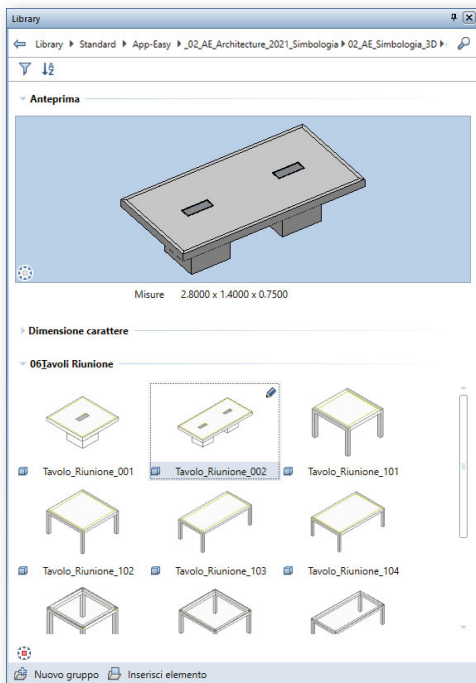 Library
Library Standard App-Easy _02_AE_Architecture_2021_Simbologia 02_AE_Simbologia_3D
Anteprima
Misure 2.8000 x 1.4000 x 0.7500
Dimensione carattere
06Tavoli Riunione
Tavolo_Riunione_001 Tavolo_Riunione_002 Tavolo_Riunione_101
Tavolo_Riunione_102 Tavolo_Riunione_103 Tavolo_Riunione_104
Nuovo gruppo Inserisci elemento